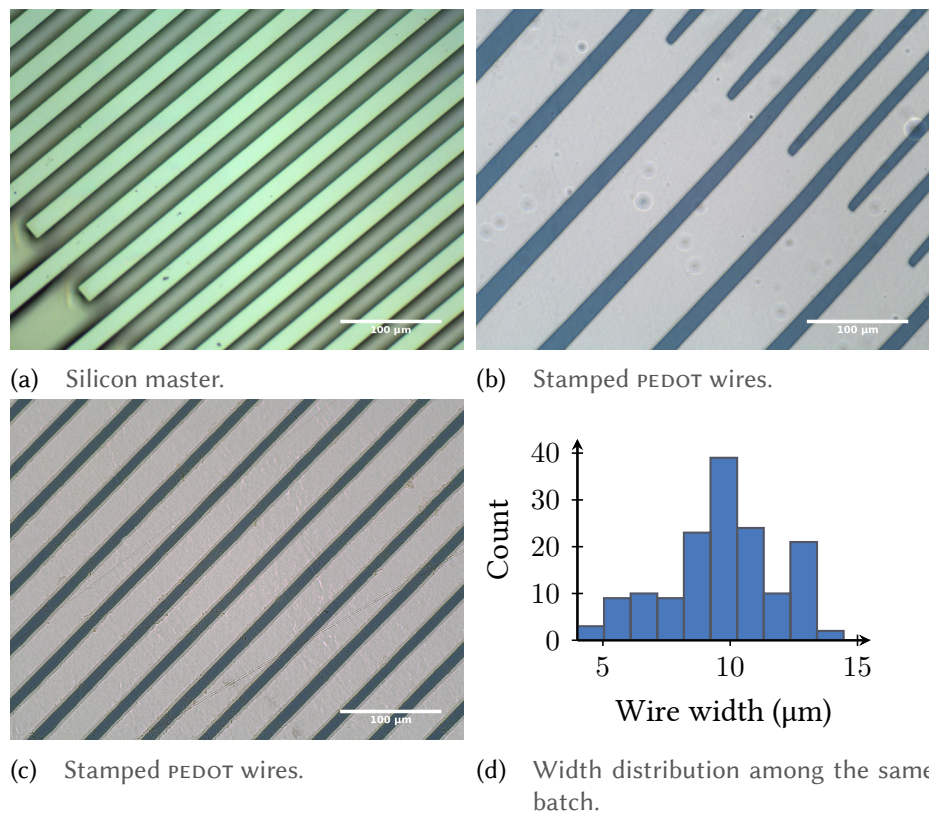 100 µm
100 µm
(a) Silicon master.
(b) Stamped PEDOT wires.
100 µm
(c) Stamped PEDOT wires.
40
30
20
10
0
Count
5 10 15
Wire width (µm)
(d) Width distribution among the same
batch.